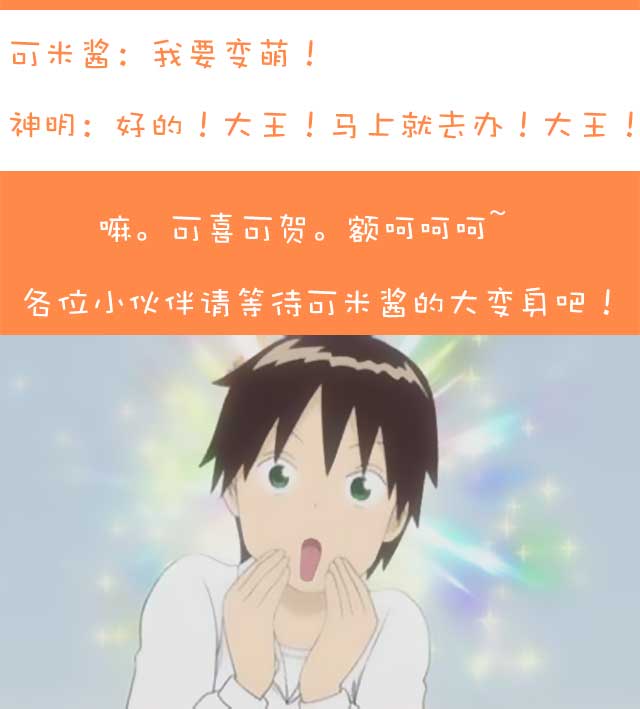 可米酱：我要变萌！
神明：好的！大王！马上就去办！大王！
嘛。可喜可贺。额呵呵呵~
各位小伙伴请等待可米酱的大变身吧！